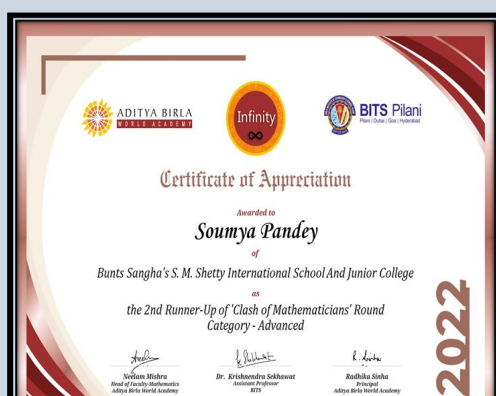 ADITYA BIRLA
WORLD ACADEMY
Infinity
BITS Pilani
Pilani | Dubai | Goa | Hyderabad
Certificate of Appreciation
Awarded to
Soumya Pandey
of
Bunts Sangha's S. M. Shetty International School And Junior College
as
the 2nd Runner-Up of 'Clash of Mathematicians' Round
Category - Advanced
2022
Neelam Mishra
Head of Faculty-Mathematics
Aditya Birla World Academy
Dr. Krishnendra Sekhawat
Assistant Professor
BITS
Radhika Sinha
Principal
Aditya Birla World Academy